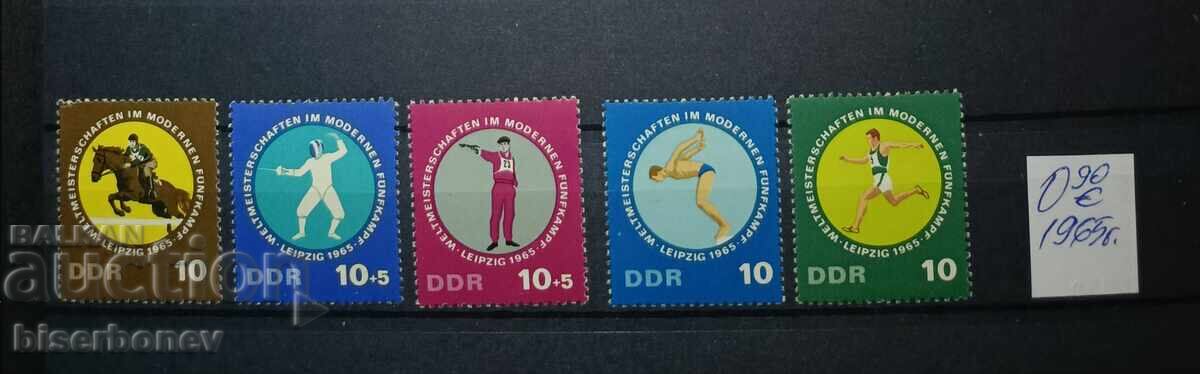 WELTMEISTERSCHAFTEN IM MODERNEN FÜNFKAMPF · LEIPZIG 1965 ·
DDR 10
WELTMEISTERSCHAFTEN IM MODERNEN FÜNFKAMPF · LEIPZIG 1965 ·
DDR 10+5
WELTMEISTERSCHAFTEN IM MODERNEN FÜNFKAMPF · LEIPZIG 1965 ·
DDR 10+5
WELTMEISTERSCHAFTEN IM MODERNEN FÜNFKAMPF · LEIPZIG 1965 ·
DDR 10
WELTMEISTERSCHAFTEN IM MODERNEN FÜNFKAMPF · LEIPZIG 1965 ·
DDR 10
0 90
€
1965г.
BALKAN
auction
biserbonev